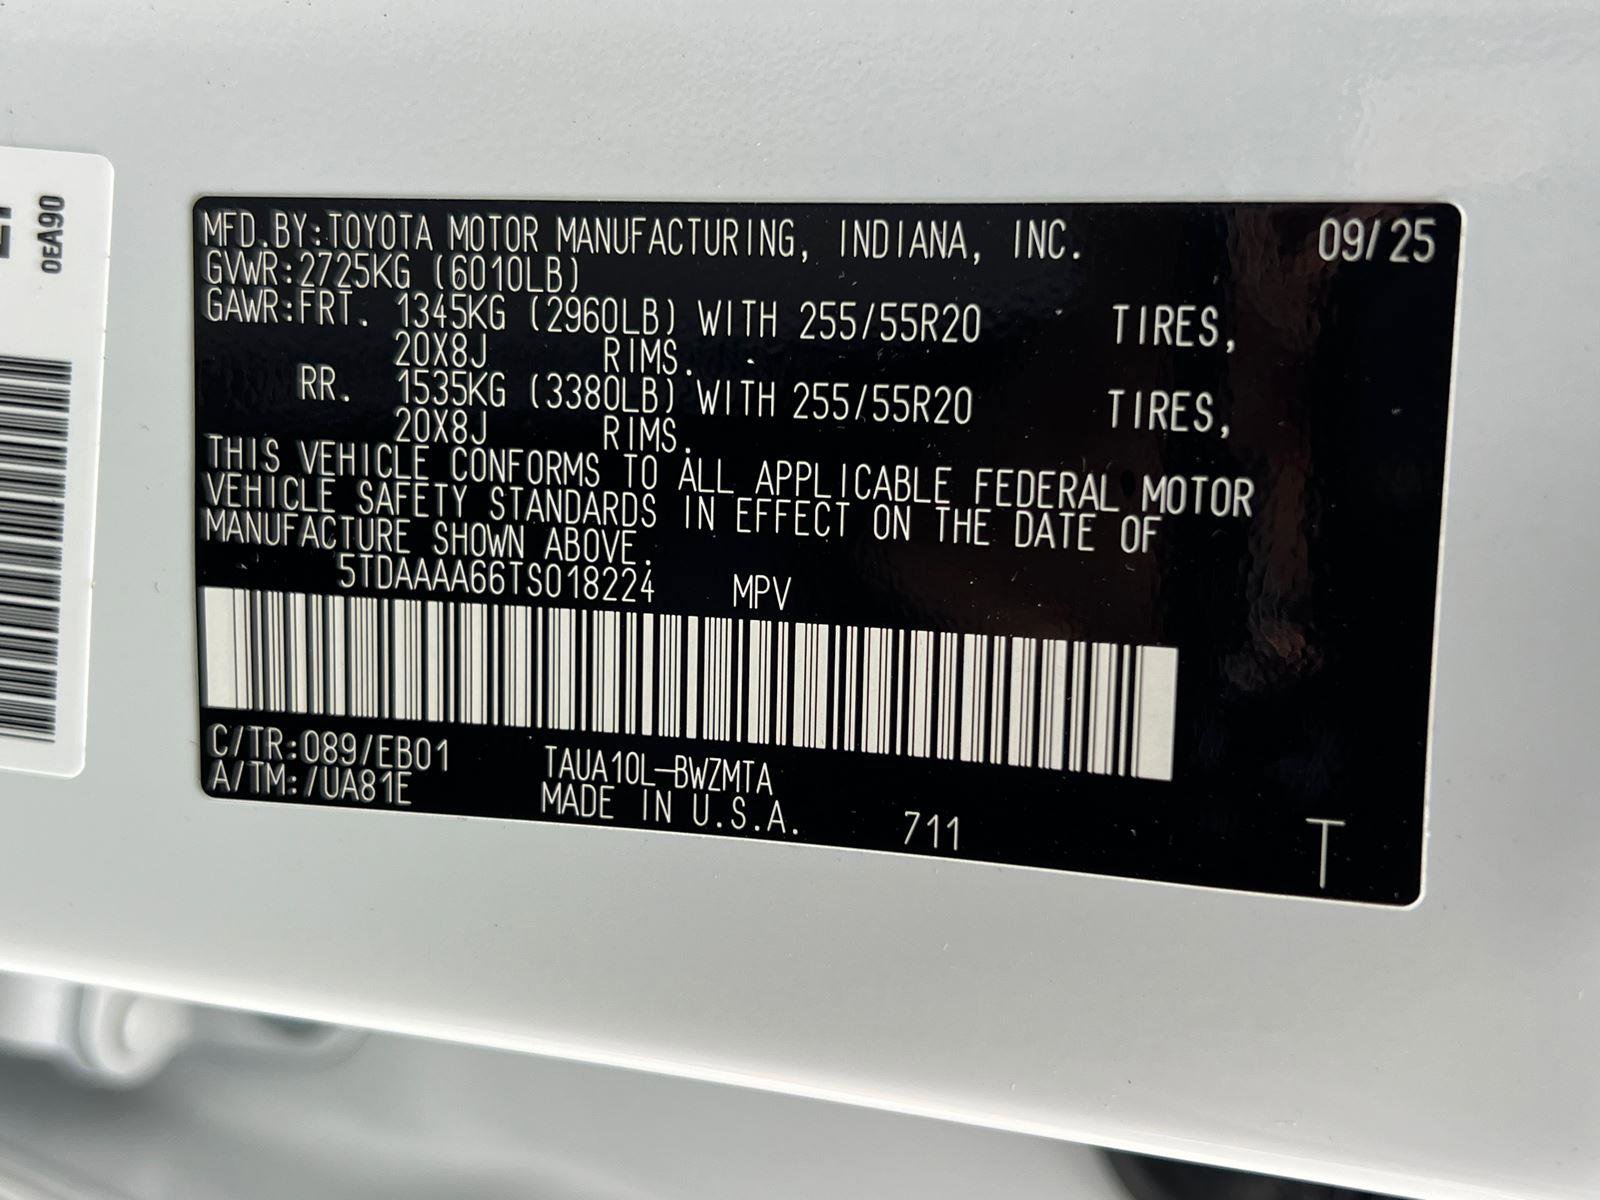 MFD.BY:TOYOTA MOTOR MANUFACTURING, INDIANA, INC. 09/25
GVWR:2725KG (6010LB)
GAWR:FRT. 1345KG (2960LB) WITH 255/55R20 TIRES,
20X8J RIMS.
RR. 1535KG (3380LB) WITH 255/55R20 TIRES,
20X8J RIMS.
THIS VEHICLE CONFORMS TO ALL APPLICABLE FEDERAL MOTOR
VEHICLE SAFETY STANDARDS IN EFFECT ON THE DATE OF
MANUFACTURE SHOWN ABOVE.
5TDAAAA66TS018224 MPV
C/TR:089/EB01 TAUA10L-BWZMTA
A/TM:/UA81E MADE IN U.S.A. 711 T
0EA90